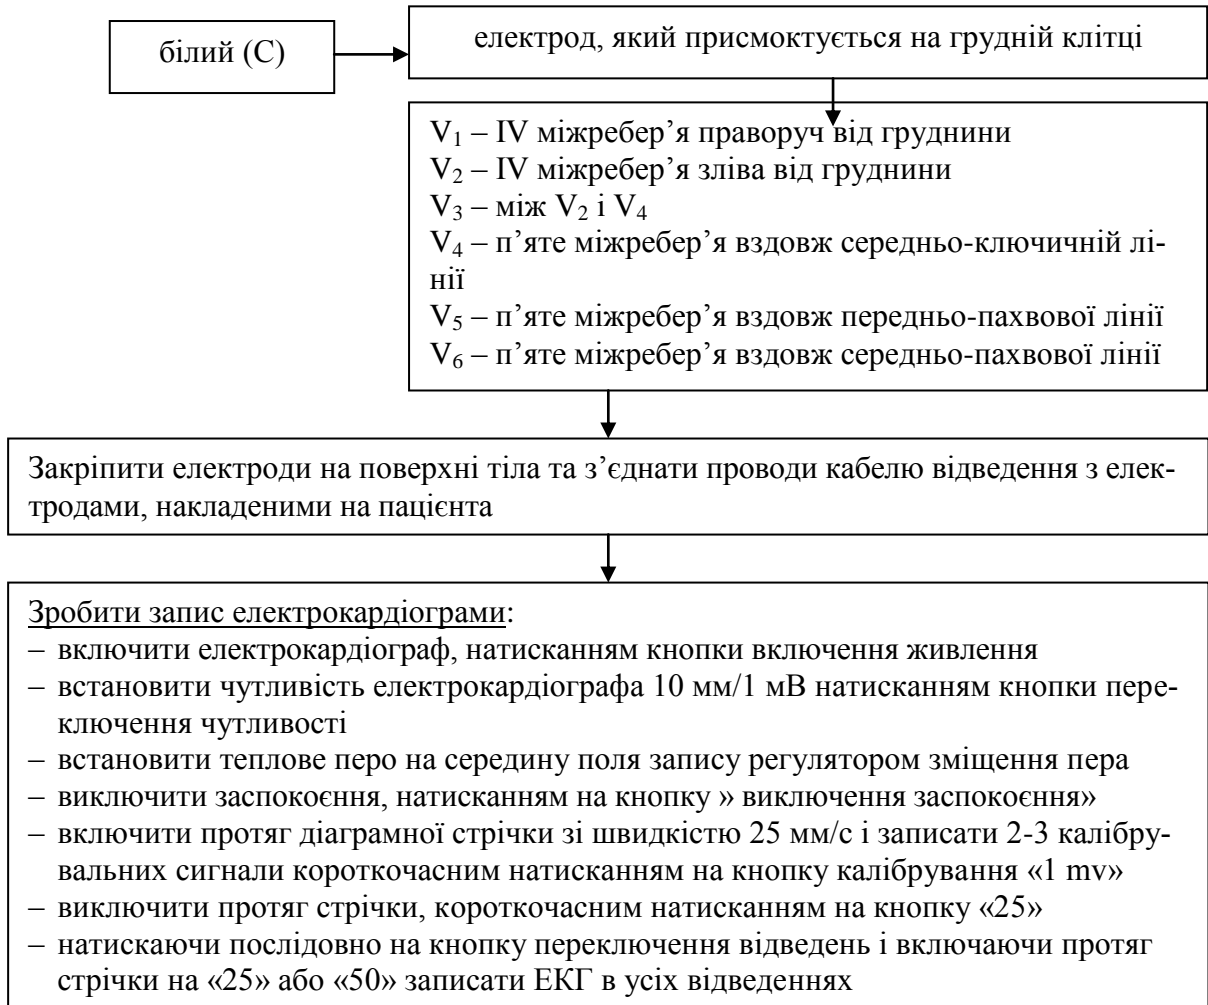 білий (С)
електрод, який присмоктується на грудній клітці
V₁ – IV міжребер’я праворуч від груднини
V₂ – IV міжребер’я зліва від груднини
V₃ – між V₂ і V₄
V₄ – п’яте міжребер’я вздовж середньо-ключичній лі-
нії
V₅ – п’яте міжребер’я вздовж передньо-пахвової лінії
V₆ – п’яте міжребер’я вздовж середньо-пахвової лінії
Закріпити електроди на поверхні тіла та з’єднати проводи кабелю відведення з елек-
тродами, накладеними на пацієнта
Зробити запис електрокардіограми:
– включити електрокардіограф, натисканням кнопки включення живлення
– встановити чутливість електрокардіографа 10 мм/1 мВ натисканням кнопки пере-
ключення чутливості
– встановити теплове перо на середину поля запису регулятором зміщення пера
– виключити заспокоєння, натисканням на кнопку » виключення заспокоєння»
– включити протяг діаграмної стрічки зі швидкістю 25 мм/с і записати 2-3 калібру-
вальних сигнали короткочасним натисканням на кнопку калібрування «1 mv»
– виключити протяг стрічки, короткочасним натисканням на кнопку «25»
– натискаючи послідовно на кнопку переключення відведень і включаючи протяг
стрічки на «25» або «50» записати ЕКГ в усіх відведеннях